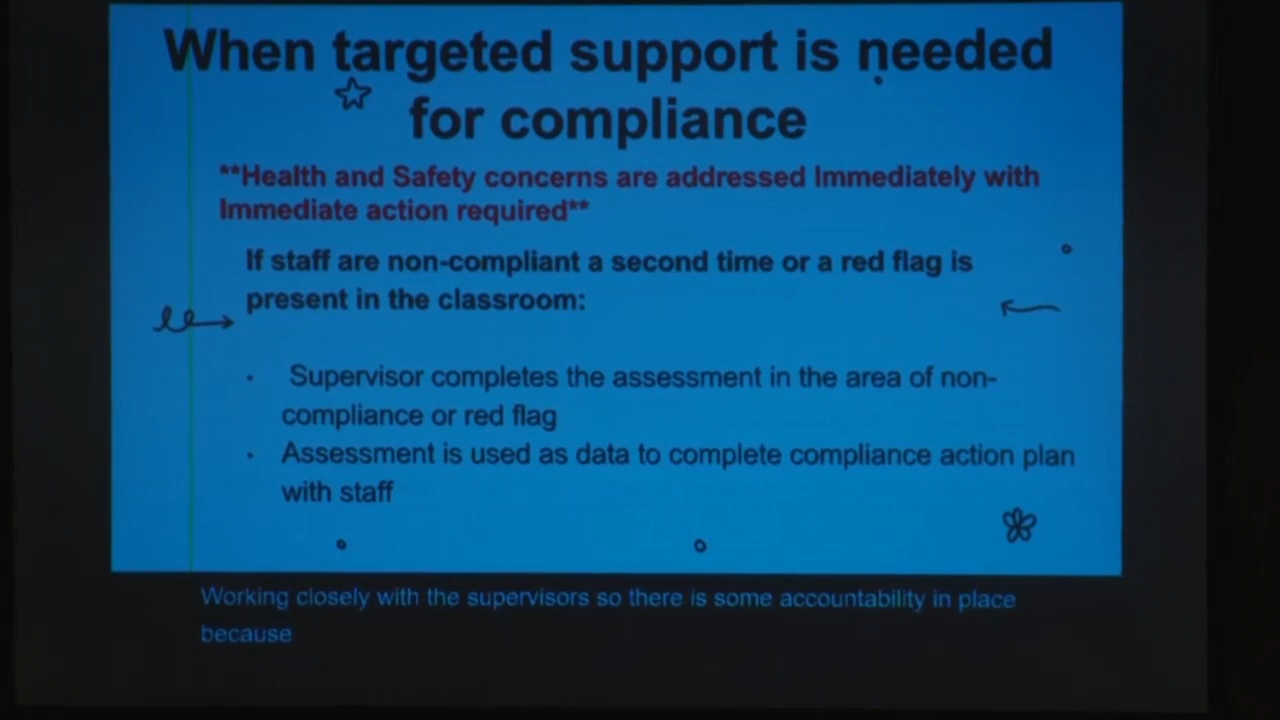 When targeted support is needed
for compliance
**Health and Safety concerns are addressed Immediately with
Immediate action required**
If staff are non-compliant a second time or a red flag is
present in the classroom:
· Supervisor completes the assessment in the area of non-
compliance or red flag
· Assessment is used as data to complete compliance action plan
with staff
Working closely with the supervisors so there is some accountability in place
because